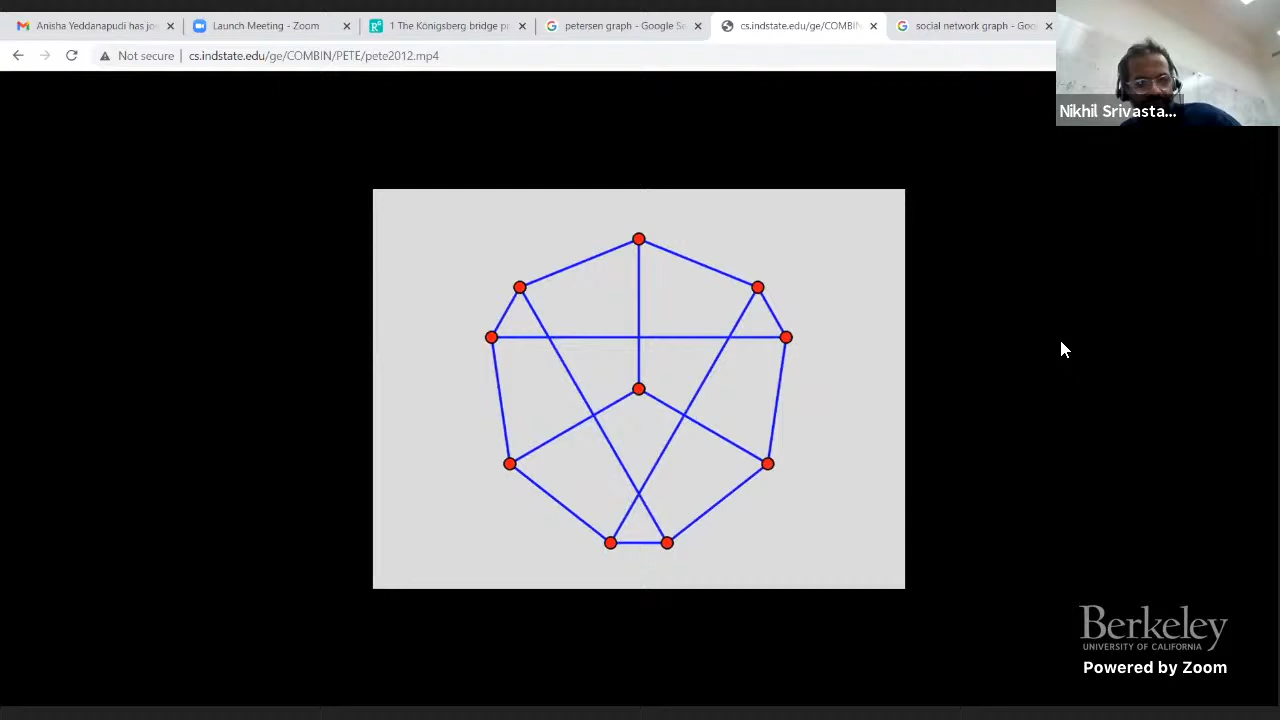 Anisha Yeddanapudi has jo
Launch Meeting - Zoom
1 The Königsberg bridge pr
petersen graph - Google Se
cs.indstate.edu/ge/COMBIN
social network graph - Goo
Not secure
cs.indstate.edu/ge/COMBIN/PETE/pete2012.mp4
Nikhil Srivasta...
Berkeley
UNIVERSITY OF CALIFORNIA
Powered by Zoom